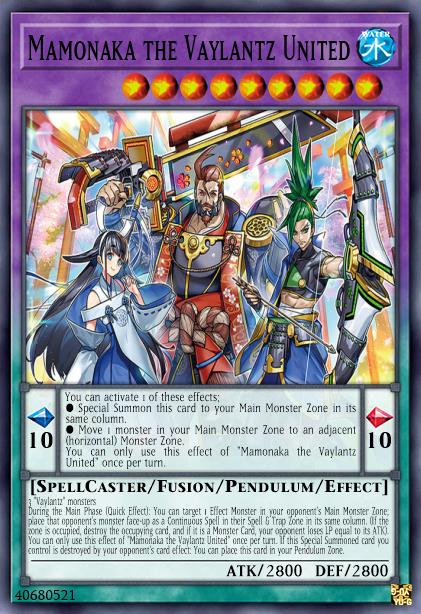 MAMONAKA THE VAYLANTZ UNITED
WATER
水
You can activate 1 of these effects;
● Special Summon this card to your Main Monster Zone in its
same column.
● Move 1 monster in your Main Monster Zone to an adjacent
(horizontal) Monster Zone.
You can only use this effect of "Mamonaka the Vaylantz
United" once per turn.
10
10
[SPELLCASTER/FUSION/PENDULUM/EFFECT]
3 "Vaylantz" monsters
During the Main Phase (Quick Effect): You can target 1 Effect Monster in your opponent's Main Monster Zone;
place that opponent's monster face-up as a Continuous Spell in their Spell & Trap Zone in its same column. (If the
zone is occupied, destroy the occupying card, and if it is a Monster Card, your opponent loses LP equal to its ATK).
You can only use this effect of "Mamonaka the Vaylantz United" once per turn. If this Special Summoned card you
control is destroyed by your opponent's card effect: You can place this card in your Pendulum Zone.
ATK/2800 DEF/2800
40680521